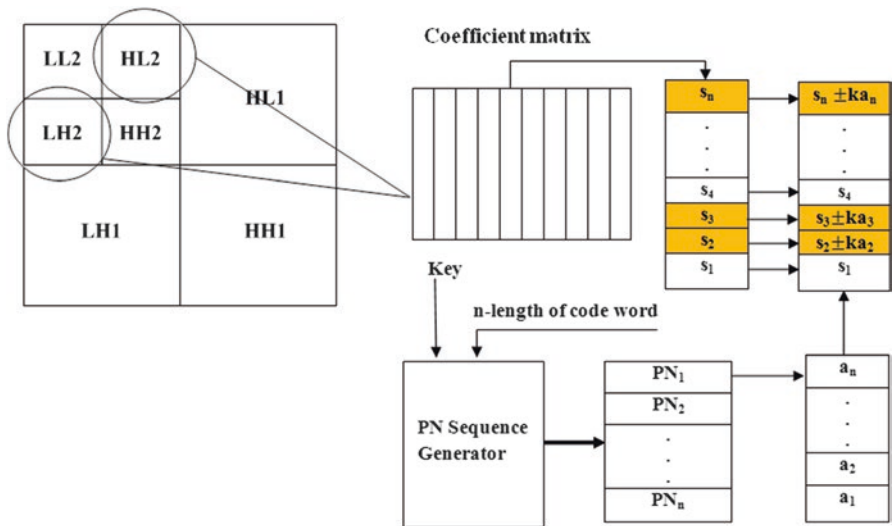 LL2
HL2
HL1
LH2
HH2
LH1
HH1
Coefficient matrix
sₙ
.
.
.
s₄
s₃
s₂
s₁
sₙ ±kaₙ
.
.
.
s₄
s₃±ka₃
s₂±ka₂
s₁
Key
n-length of code word
PN Sequence
Generator
PN₁
PN₂
.
.
.
PNₙ
aₙ
.
.
.
a₂
a₁